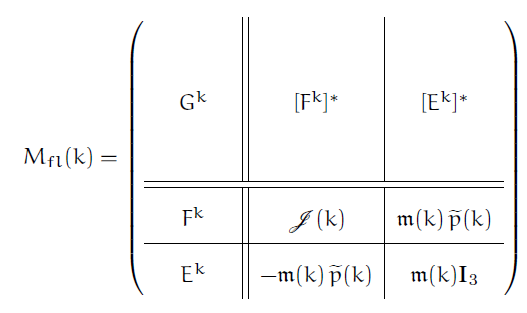 G^k [F^k]* [E^k]*
M_fl(k) =
F^k 𝒥(k) 𝔪(k) p̃(k)
E^k −𝔪(k) p̃(k) 𝔪(k)𝐈_3